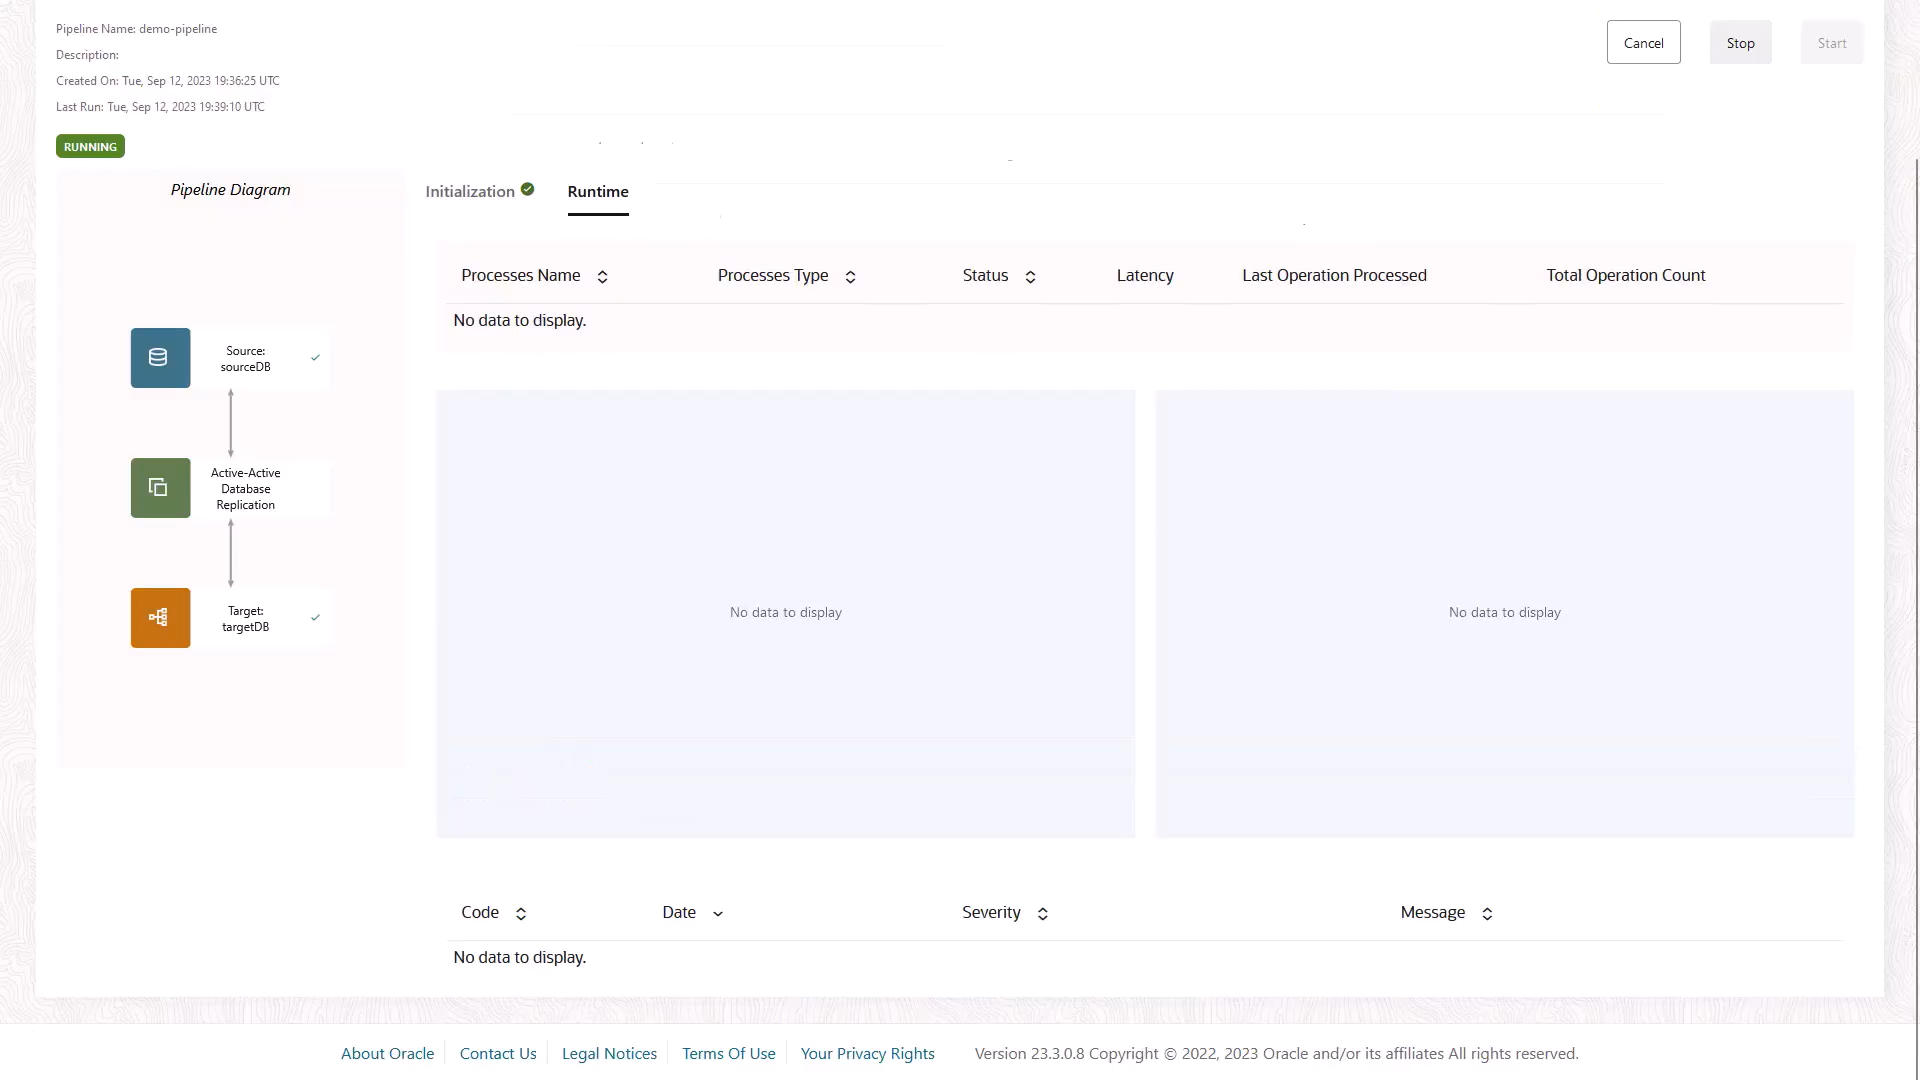 Pipeline Name: demo-pipeline
Description:
Created On: Tue, Sep 12, 2023 19:36:25 UTC
Last Run: Tue, Sep 12, 2023 19:39:10 UTC
Cancel
Stop
Start
RUNNING
Pipeline Diagram
Source:
sourceDB
Active-Active
Database
Replication
Target:
targetDB
Initialization
Runtime
Processes Name
Processes Type
Status
Latency
Last Operation Processed
Total Operation Count
No data to display.
No data to display
No data to display
Code
Date
Severity
Message
No data to display.
About Oracle
Contact Us
Legal Notices
Terms Of Use
Your Privacy Rights
Version 23.3.0.8 Copyright © 2022, 2023 Oracle and/or its affiliates All rights reserved.